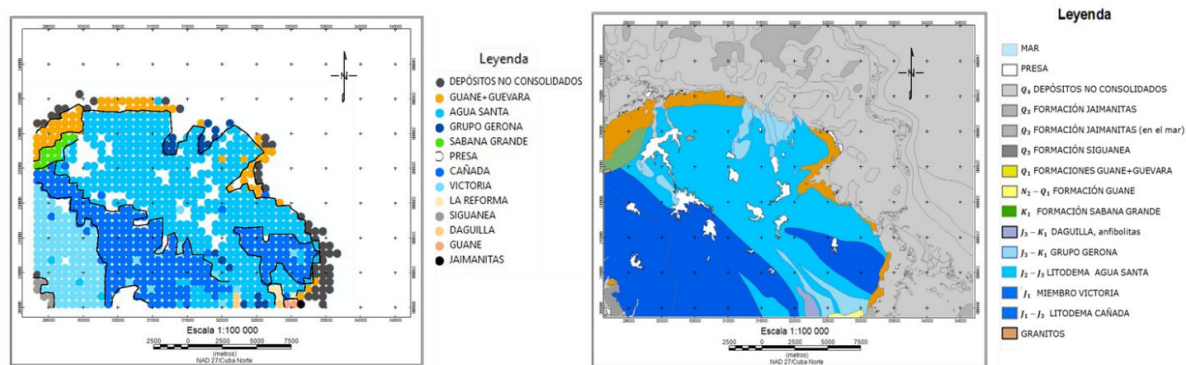 Leyenda
DEPÓSITOS NO CONSOLIDADOS
GUANE+GUEVARA
AGUA SANTA
GRUPO GERONA
SABANA GRANDE
PRESA
CAÑADA
VICTORIA
LA REFORMA
SIGUANEA
DAGUILLA
GUANE
JAIMANITAS
N
Escala 1:100 000
2500 0 2500 5000 7500
(metros)
NAD 27/Cuba Norte
Leyenda
MAR
PRESA
Q₄ DEPÓSITOS NO CONSOLIDADOS
Q₃ FORMACIÓN JAIMANITAS
Q₃ FORMACIÓN JAIMANITAS (en el mar)
Q₃ FORMACIÓN SIGUANEA
Q₁ FORMACIONES GUANE+GUEVARA
N₂ − Q₁ FORMACIÓN GUANE
K₁ FORMACIÓN SABANA GRANDE
J₃ − K₁ DAGUILLA, anfibolitas
J₃ − K₁ GRUPO GERONA
J₂ − J₃ LITODEMA AGUA SANTA
J₁ MIEMBRO VICTORIA
J₁ − J₃ LITODEMA CAÑADA
GRANITOS
N
Escala 1:100 000
2500 0 2500 5000 7500
(metros)
NAD 27/Cuba Norte